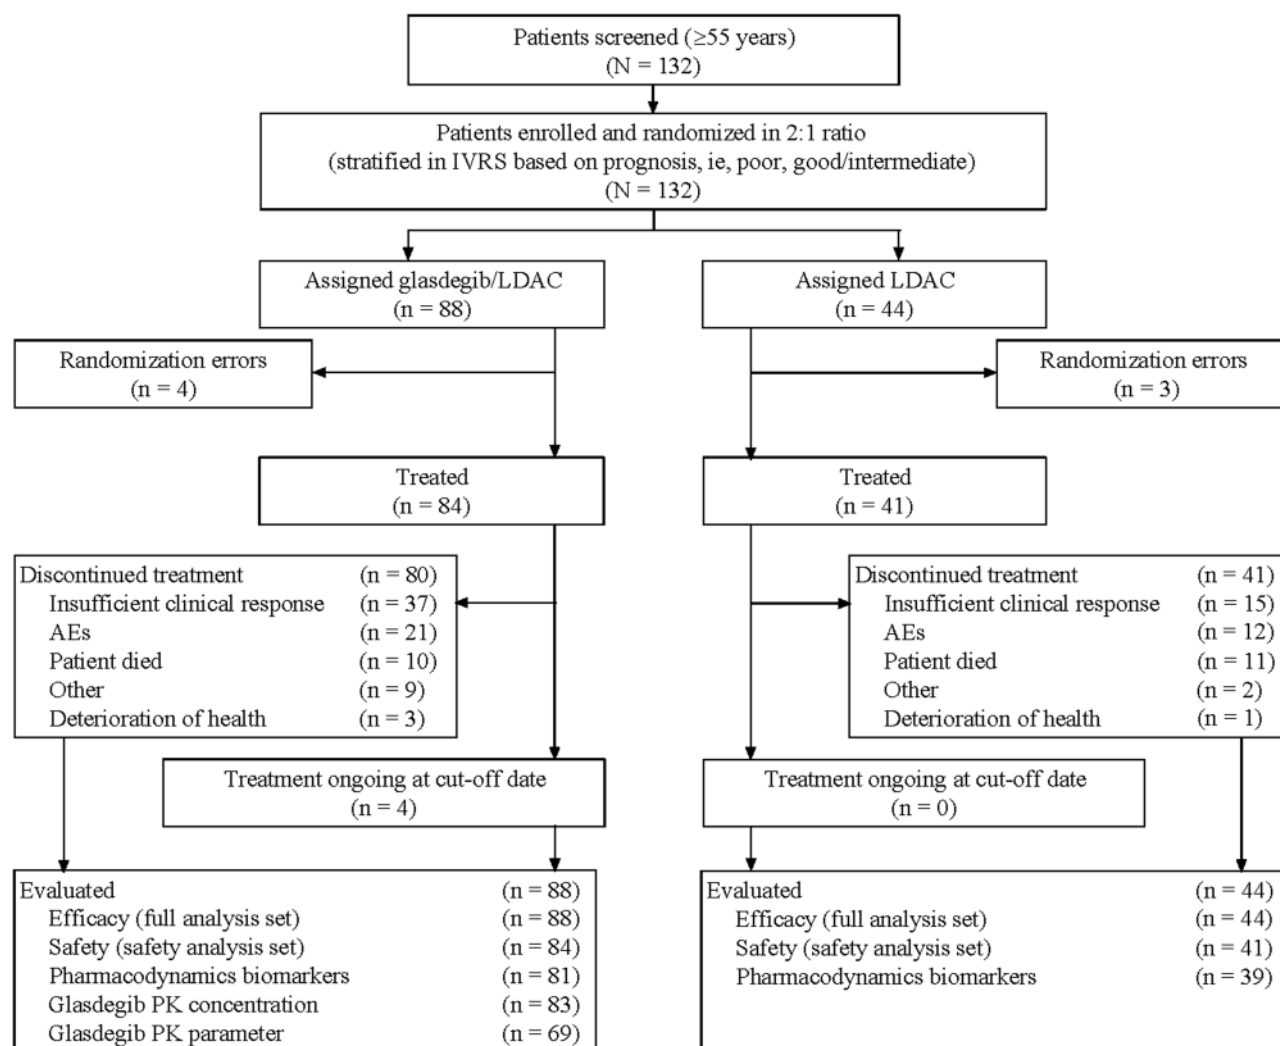 Patients screened (≥55 years)
(N = 132)
Patients enrolled and randomized in 2:1 ratio
(stratified in IVRS based on prognosis, ie, poor, good/intermediate)
(N = 132)
Assigned glasdegib/LDAC
(n = 88)
Assigned LDAC
(n = 44)
Randomization errors
(n = 4)
Randomization errors
(n = 3)
Treated
(n = 84)
Treated
(n = 41)
Discontinued treatment (n = 80)
Insufficient clinical response (n = 37)
AEs (n = 21)
Patient died (n = 10)
Other (n = 9)
Deterioration of health (n = 3)
Discontinued treatment (n = 41)
Insufficient clinical response (n = 15)
AEs (n = 12)
Patient died (n = 11)
Other (n = 2)
Deterioration of health (n = 1)
Treatment ongoing at cut-off date
(n = 4)
Treatment ongoing at cut-off date
(n = 0)
Evaluated (n = 88)
Efficacy (full analysis set) (n = 88)
Safety (safety analysis set) (n = 84)
Pharmacodynamics biomarkers (n = 81)
Glasdegib PK concentration (n = 83)
Glasdegib PK parameter (n = 69)
Evaluated (n = 44)
Efficacy (full analysis set) (n = 44)
Safety (safety analysis set) (n = 41)
Pharmacodynamics biomarkers (n = 39)